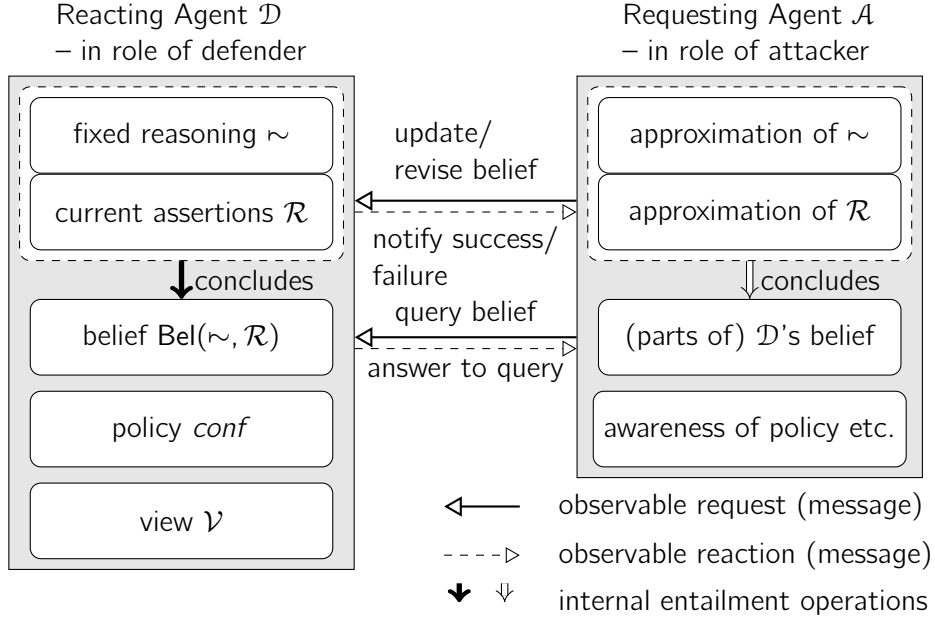 Reacting Agent 𝒟
– in role of defender
fixed reasoning |∼
current assertions ℛ
concludes
belief Bel(|∼, ℛ)
policy conf
view 𝒱
update/
revise belief
notify success/
failure
query belief
answer to query
Requesting Agent 𝒜
– in role of attacker
approximation of |∼
approximation of ℛ
concludes
(parts of) 𝒟's belief
awareness of policy etc.
observable request (message)
observable reaction (message)
internal entailment operations